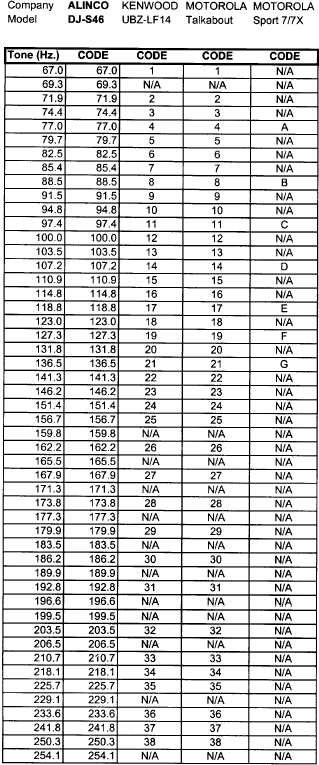 Company ALINCO KENWOOD MOTOROLA MOTOROLA
Model DJ-S46 UBZ-LF14 Talkabout Sport 7/7X
Tone (Hz.) CODE CODE CODE CODE
67.0 67.0 1 1 N/A
69.3 69.3 N/A N/A N/A
71.9 71.9 2 2 N/A
74.4 74.4 3 3 N/A
77.0 77.0 4 4 A
79.7 79.7 5 5 N/A
82.5 82.5 6 6 N/A
85.4 85.4 7 7 N/A
88.5 88.5 8 8 B
91.5 91.5 9 9 N/A
94.8 94.8 10 10 N/A
97.4 97.4 11 11 C
100.0 100.0 12 12 N/A
103.5 103.5 13 13 N/A
107.2 107.2 14 14 D
110.9 110.9 15 15 N/A
114.8 114.8 16 16 N/A
118.8 118.8 17 17 E
123.0 123.0 18 18 N/A
127.3 127.3 19 19 F
131.8 131.8 20 20 N/A
136.5 136.5 21 21 G
141.3 141.3 22 22 N/A
146.2 146.2 23 23 N/A
151.4 151.4 24 24 N/A
156.7 156.7 25 25 N/A
159.8 159.8 N/A N/A N/A
162.2 162.2 26 26 N/A
165.5 165.5 N/A N/A N/A
167.9 167.9 27 27 N/A
171.3 171.3 N/A N/A N/A
173.8 173.8 28 28 N/A
177.3 177.3 N/A N/A N/A
179.9 179.9 29 29 N/A
183.5 183.5 N/A N/A N/A
186.2 186.2 30 30 N/A
189.9 189.9 N/A N/A N/A
192.8 192.8 31 31 N/A
196.6 196.6 N/A N/A N/A
199.5 199.5 N/A N/A N/A
203.5 203.5 32 32 N/A
206.5 206.5 N/A N/A N/A
210.7 210.7 33 33 N/A
218.1 218.1 34 34 N/A
225.7 225.7 35 35 N/A
229.1 229.1 N/A N/A N/A
233.6 233.6 36 36 N/A
241.8 241.8 37 37 N/A
250.3 250.3 38 38 N/A
254.1 254.1 N/A N/A N/A